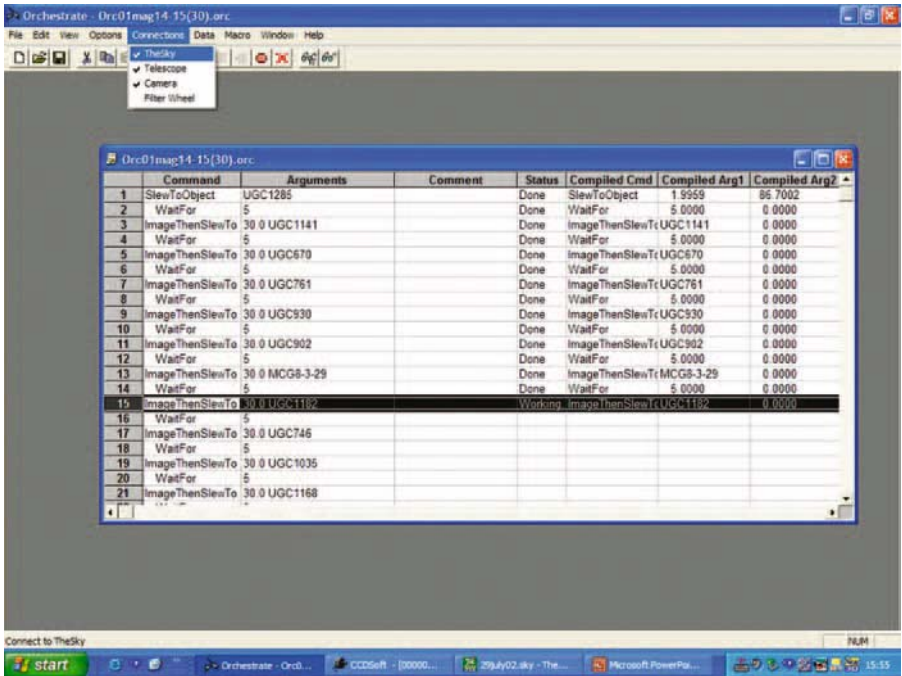 Orchestrate - Orc01mag14-15(30).orc
File Edit View Options Connections Data Macro Window Help
TheSky
Telescope
Camera
Filter Wheel
Orc01mag14-15(30).orc
Command Arguments Comment Status Compiled Cmd Compiled Arg1 Compiled Arg2
1 SlewToObject UGC1285 Done SlewToObject 1.9959 86.7002
2 WaitFor 5 Done WaitFor 5.0000 0.0000
3 ImageThenSlewTo 30.0 UGC1141 Done ImageThenSlewTc UGC1141 0.0000
4 WaitFor 5 Done WaitFor 5.0000 0.0000
5 ImageThenSlewTo 30.0 UGC670 Done ImageThenSlewTc UGC670 0.0000
6 WaitFor 5 Done WaitFor 5.0000 0.0000
7 ImageThenSlewTo 30.0 UGC761 Done ImageThenSlewTc UGC761 0.0000
8 WaitFor 5 Done WaitFor 5.0000 0.0000
9 ImageThenSlewTo 30.0 UGC930 Done ImageThenSlewTc UGC930 0.0000
10 WaitFor 5 Done WaitFor 5.0000 0.0000
11 ImageThenSlewTo 30.0 UGC902 Done ImageThenSlewTc UGC902 0.0000
12 WaitFor 5 Done WaitFor 5.0000 0.0000
13 ImageThenSlewTo 30.0 MCG8-3-29 Done ImageThenSlewTc MCG8-3-29 0.0000
14 WaitFor 5 Done WaitFor 5.0000 0.0000
15 ImageThenSlewTo 30.0 UGC1182 Working ImageThenSlewTc UGC1182 0.0000
16 WaitFor 5
17 ImageThenSlewTo 30.0 UGC746
18 WaitFor 5
19 ImageThenSlewTo 30.0 UGC1035
20 WaitFor 5
21 ImageThenSlewTo 30.0 UGC1168
Connect to TheSky NUM
start Orchestrate - Orc0... CCDSoft - [00000... 29july02.sky - The... Microsoft PowerPoi... 15:55